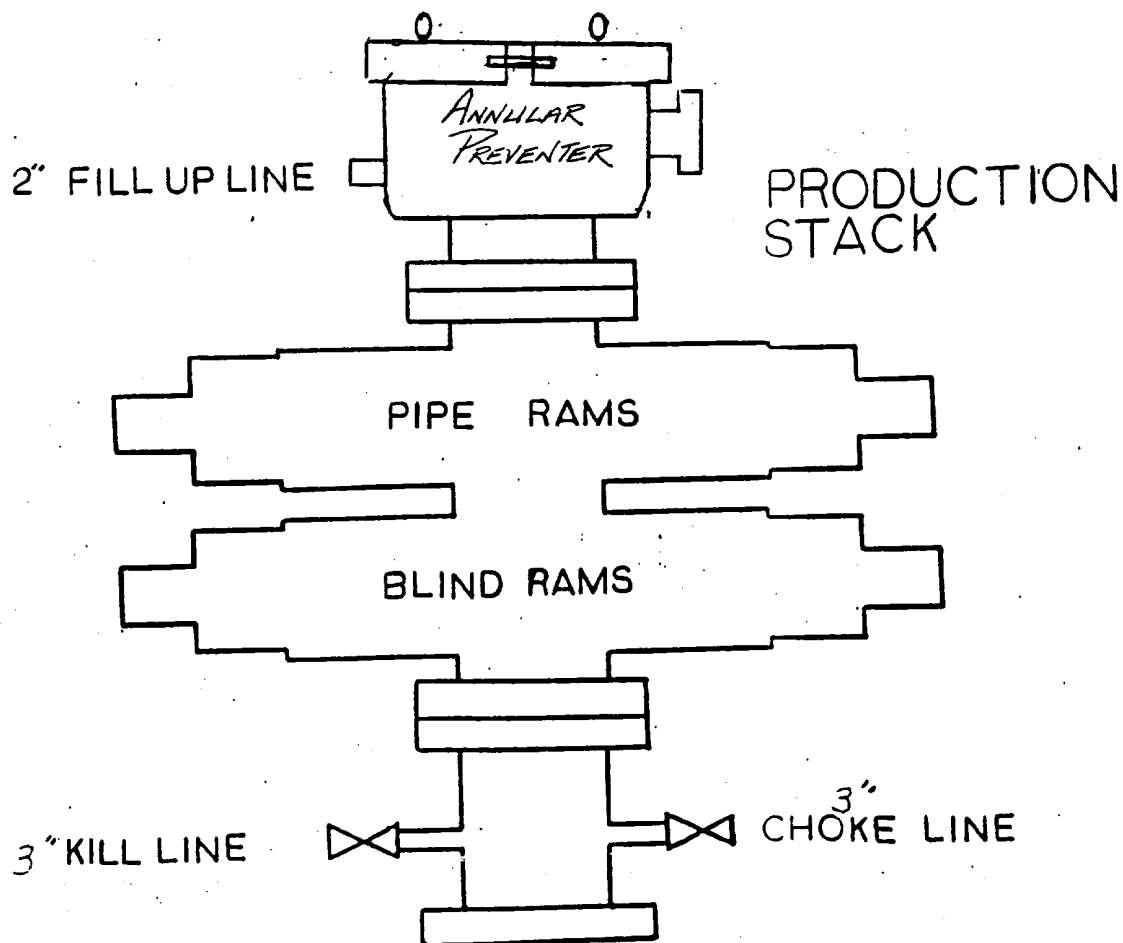 ANNULAR
PREVENTER
2" FILL UP LINE
PRODUCTION
STACK
PIPE RAMS
BLIND RAMS
3" KILL LINE
3"
CHOKE LINE